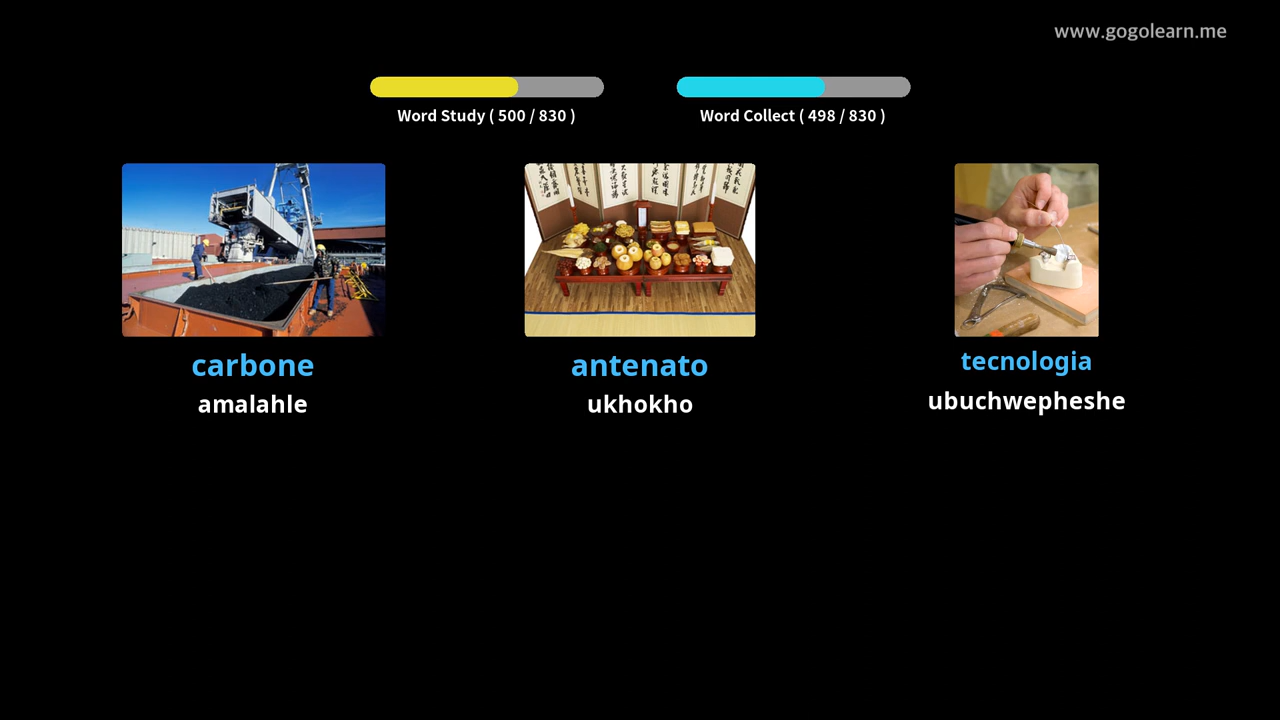 www.gogolearn.me
Word Study ( 500 / 830 )
Word Collect ( 498 / 830 )
carbone
antenato
tecnologia
amalahle
ukhokho
ubuchwepheshe